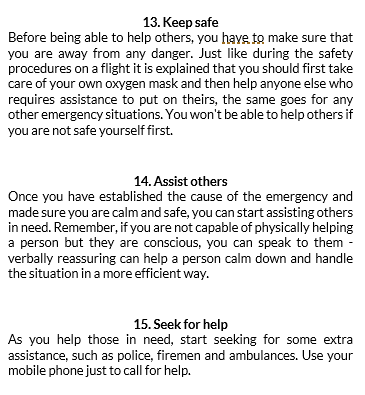 13. Keep safe
Before being able to help others, you have to make sure that
you are away from any danger. Just like during the safety
procedures on a flight it is explained that you should first take
care of your own oxygen mask and then help anyone else who
requires assistance to put on theirs, the same goes for any
other emergency situations. You won't be able to help others if
you are not safe yourself first.
14. Assist others
Once you have established the cause of the emergency and
made sure you are calm and safe, you can start assisting others
in need. Remember, if you are not capable of physically helping
a person but they are conscious, you can speak to them -
verbally reassuring can help a person calm down and handle
the situation in a more efficient way.
15. Seek for help
As you help those in need, start seeking for some extra
assistance, such as police, firemen and ambulances. Use your
mobile phone just to call for help.